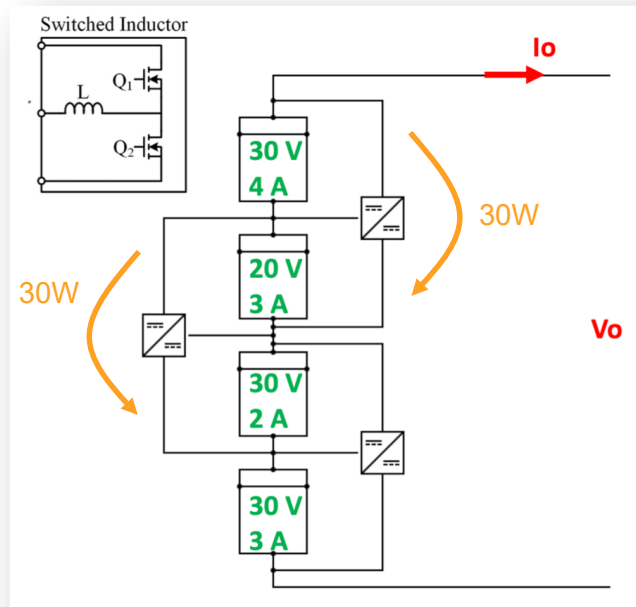 Switched Inductor
Q1
L
Q2
Io
30 V
4 A
30W
20 V
3 A
30W
Vo
30 V
2 A
30 V
3 A